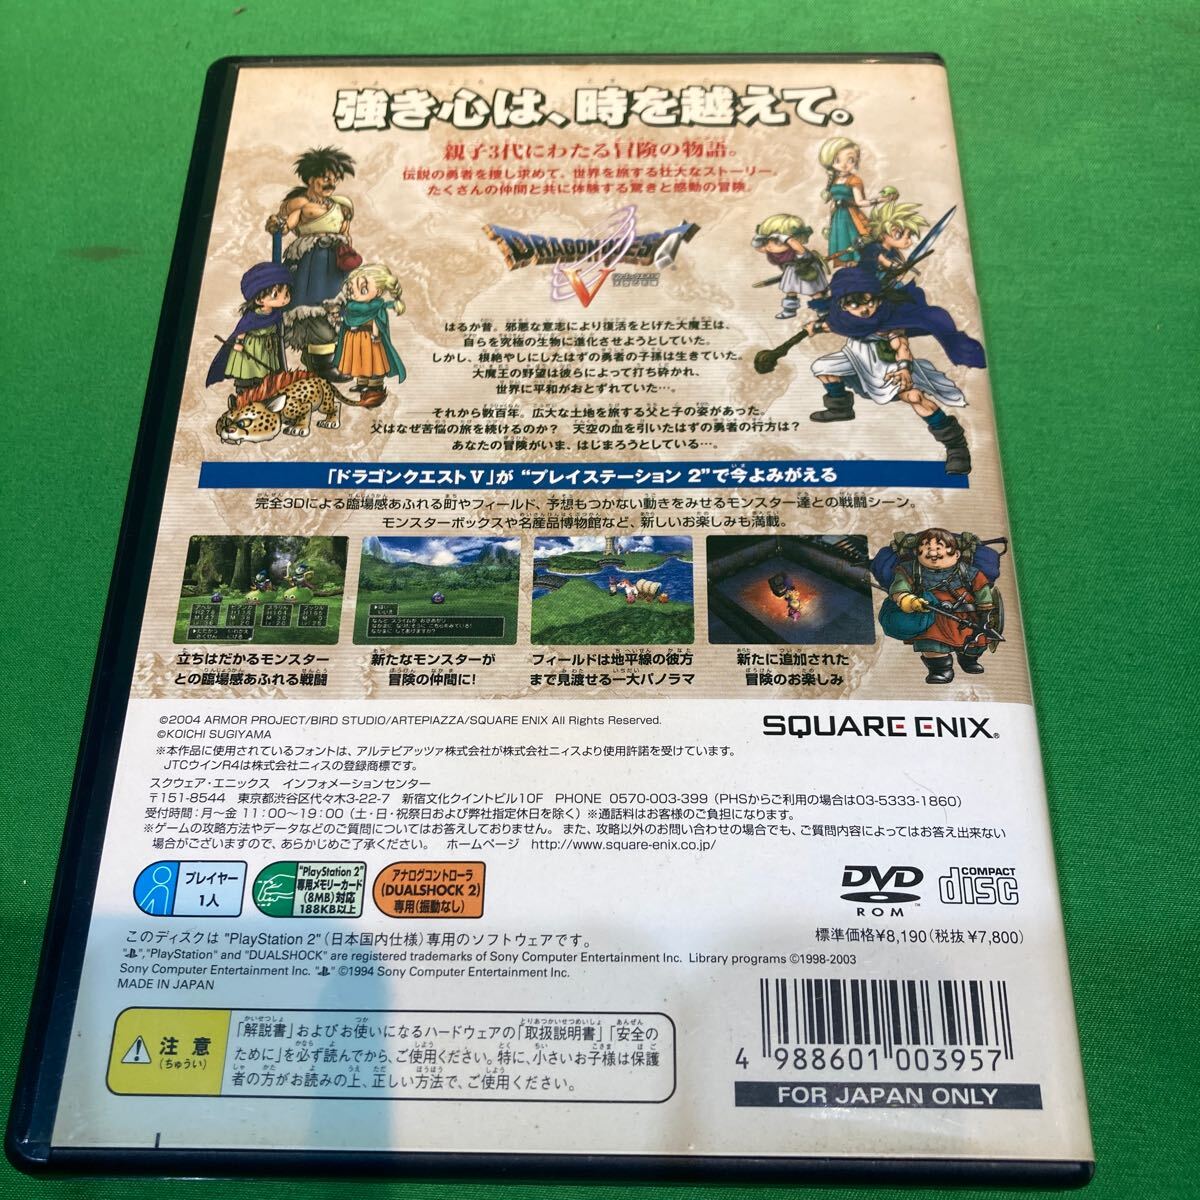 強き心は、時を越えて。
親子3代にわたる冒険の物語。
伝説の勇者を捜し求めて、世界を旅する壮大なストーリー。
たくさんの仲間と共に体験する驚きと感動の冒険。
DRAGON QUEST
V
はるか昔。邪悪な意志により復活をとげた大魔王は、
自らを究極の生物に進化させようとしていた。
しかし、根絶やしにしたはずの勇者の子孫は生きていた。
大魔王の野望は彼らによって打ち砕かれ、
世界に平和がおとずれていた…。
それから数百年。広大な土地を旅する父と子の姿があった。
父はなぜ苦悩の旅を続けるのか？ 天空の血を引いたはずの勇者の行方は？
あなたの冒険がいま、はじまろうとしている…。
「ドラゴンクエストV」が “プレイステーション 2”で今よみがえる
完全3Dによる臨場感あふれる町やフィールド、予想もつかない動きをみせるモンスター達との戦闘シーン。
モンスターボックスや名産品博物館など、新しいお楽しみも満載。
立ちはだかるモンスター
との臨場感あふれる戦闘
新たなモンスターが
冒険の仲間に!
フィールドは地平線の彼方
まで見渡せる一大パノラマ
新たに追加された
冒険のお楽しみ
©2004 ARMOR PROJECT/BIRD STUDIO/ARTEPIAZZA/SQUARE ENIX All Rights Reserved.
©KOICHI SUGIYAMA
SQUARE ENIX®
※本作品に使用されているフォントは、アルテピアッツァ株式会社が株式会社ニィスより使用許諾を受けています。
JTCウインR4は株式会社ニィスの登録商標です。
スクウェア・エニックス インフォメーションセンター
〒151-8544 東京都渋谷区代々木3-22-7 新宿文化クイントビル10F PHONE 0570-003-399 (PHSからご利用の場合は03-5333-1860)
受付時間：月〜金 11：00〜19：00（土・日・祝祭日および弊社指定休日を除く）※通話料はお客様のご負担になります。
※ゲームの攻略方法やデータなどのご質問についてはお答えしておりません。また、攻略以外のお問い合わせの場合でも、ご質問内容によってはお答え出来ない
場合がございますので、あらかじめご了承ください。 ホームページ http://www.square-enix.co.jp/
プレイヤー
1人
"PlayStation 2"
専用メモリーカード
(8MB)対応
188KB以上
アナログコントローラ
(DUALSHOCK 2)
専用(振動なし)
DVD
ROM
COMPACT
disc
このディスクは "PlayStation 2"(日本国内仕様)専用のソフトウェアです。
標準価格¥8,190(税抜 ¥7,800)
" ","PlayStation" and "DUALSHOCK" are registered trademarks of Sony Computer Entertainment Inc. Library programs ©1998-2003
Sony Computer Entertainment Inc. " " ©1994 Sony Computer Entertainment Inc.
MADE IN JAPAN
注意
(ちゅうい)
「解説書」およびお使いになるハードウェアの「取扱説明書」「安全の
ために」を必ず読んでから、ご使用ください。特に、小さいお子様は保護
者の方がお読みの上、正しい方法で、ご使用ください。
4 988601 003957
FOR JAPAN ONLY